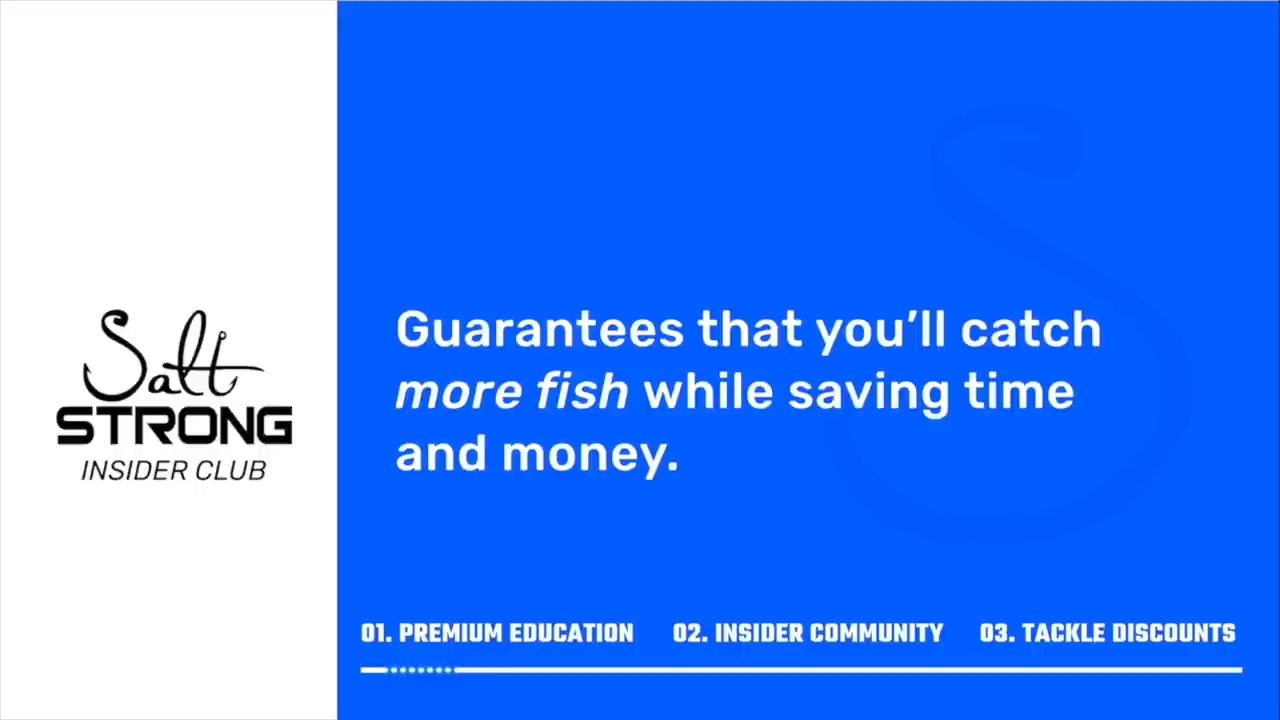 Salt
STRONG
INSIDER CLUB
Guarantees that you’ll catch
more fish while saving time
and money.
01. PREMIUM EDUCATION
02. INSIDER COMMUNITY
03. TACKLE DISCOUNTS